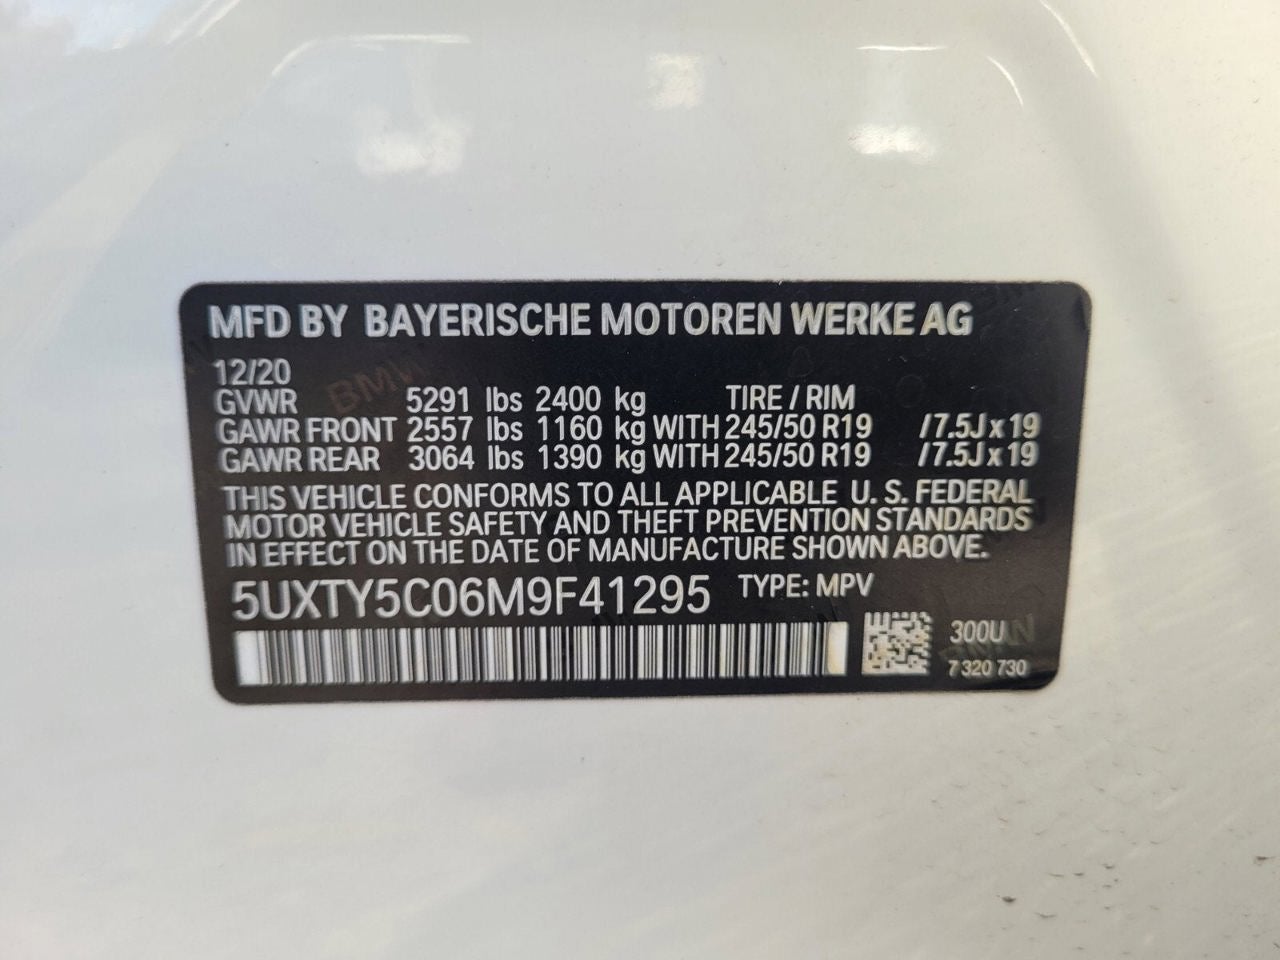 MFD BY BAYERISCHE MOTOREN WERKE AG
12/20
GVWR 5291 lbs 2400 kg TIRE / RIM
GAWR FRONT 2557 lbs 1160 kg WITH 245/50 R19 /7.5J x 19
GAWR REAR 3064 lbs 1390 kg WITH 245/50 R19 /7.5J x 19
THIS VEHICLE CONFORMS TO ALL APPLICABLE U. S. FEDERAL
MOTOR VEHICLE SAFETY AND THEFT PREVENTION STANDARDS
IN EFFECT ON THE DATE OF MANUFACTURE SHOWN ABOVE.
5UXTY5C06M9F41295 TYPE: MPV
300U
7 320 730
BMW